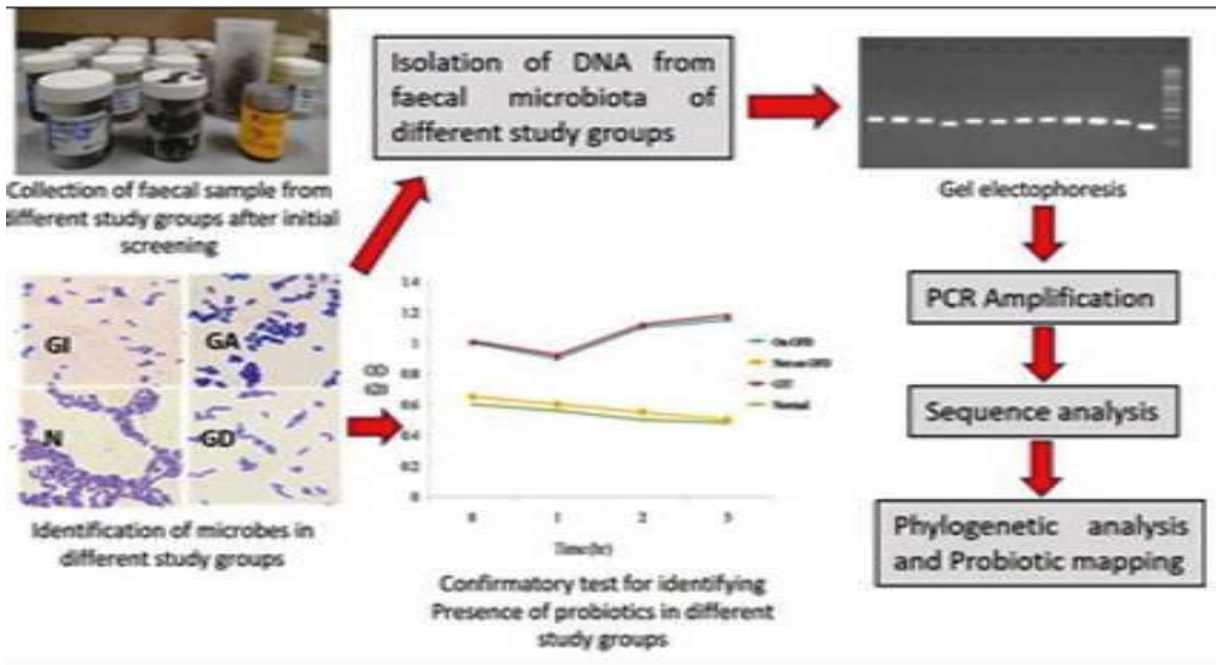 Collection of faecal sample from
different study groups after initial
screening
Isolation of DNA from
faecal microbiota of
different study groups
Gel electophoresis
PCR Amplification
Sequence analysis
Phylogenetic analysis
and Probiotic mapping
GI
GA
N
GD
Identification of microbes in
different study groups
1.4
1.2
1
0.8
0.6
0.4
0.2
0
0 1 2 3
Time(hr)
Normal
Confirmatory test for identifying
Presence of probiotics in different
study groups